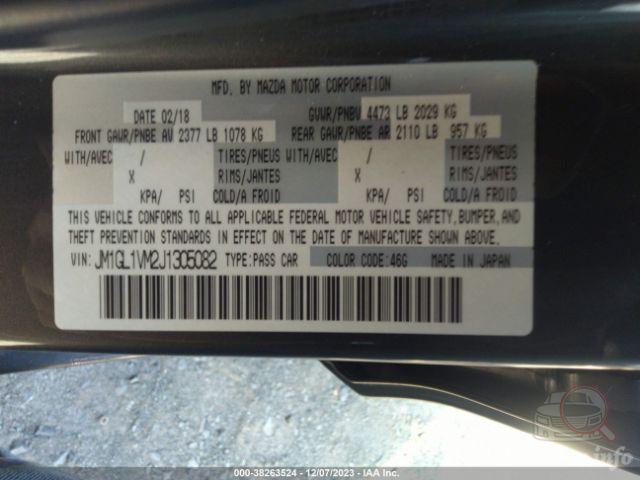 MFD. BY MAZDA MOTOR CORPORATION
DATE 02/18 GVWR/PNBV 4473 LB 2029 KG
FRONT GAWR/PNBE AV 2377 LB 1078 KG REAR GAWR/PNBE AR 2110 LB 957 KG
WITH/AVEC / TIRES/PNEUS WITH/AVEC / TIRES/PNEUS
X RIMS/JANTES X RIMS/JANTES
KPA/ PSI COLD/A FROID KPA/ PSI COLD/A FROID
THIS VEHICLE CONFORMS TO ALL APPLICABLE FEDERAL MOTOR VEHICLE SAFETY, BUMPER, AND
THEFT PREVENTION STANDARDS IN EFFECT ON THE DATE OF MANUFACTURE SHOWN ABOVE.
VIN: JM1GL1VM2J1305082 TYPE:PASS CAR COLOR CODE:46G MADE IN JAPAN
info
000-38263524 - 12/07/2023 - IAA Inc.